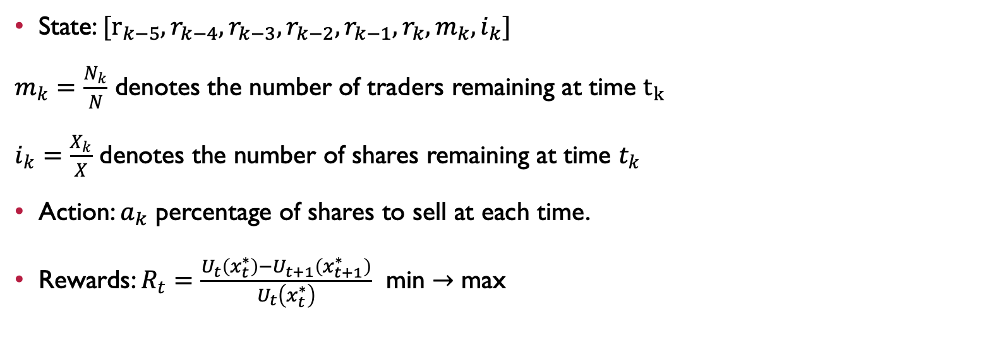 • State: [r_{k−5}, r_{k−4}, r_{k−3}, r_{k−2}, r_{k−1}, r_k, m_k, i_k]
m_k = \frac{N_k}{N} denotes the number of traders remaining at time t_k
i_k = \frac{X_k}{X} denotes the number of shares remaining at time t_k
• Action: a_k percentage of shares to sell at each time.
• Rewards: R_t = \frac{U_t(x_t^*)−U_{t+1}(x_{t+1}^*)}{U_t(x_t^*)} min → max